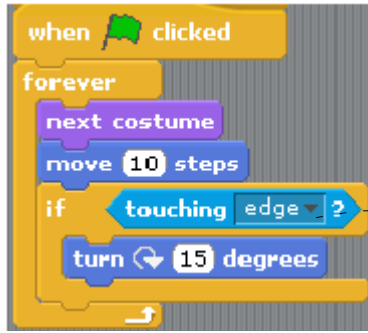 when clicked
forever
next costume
move 10 steps
if touching edge ?
turn 15 degrees